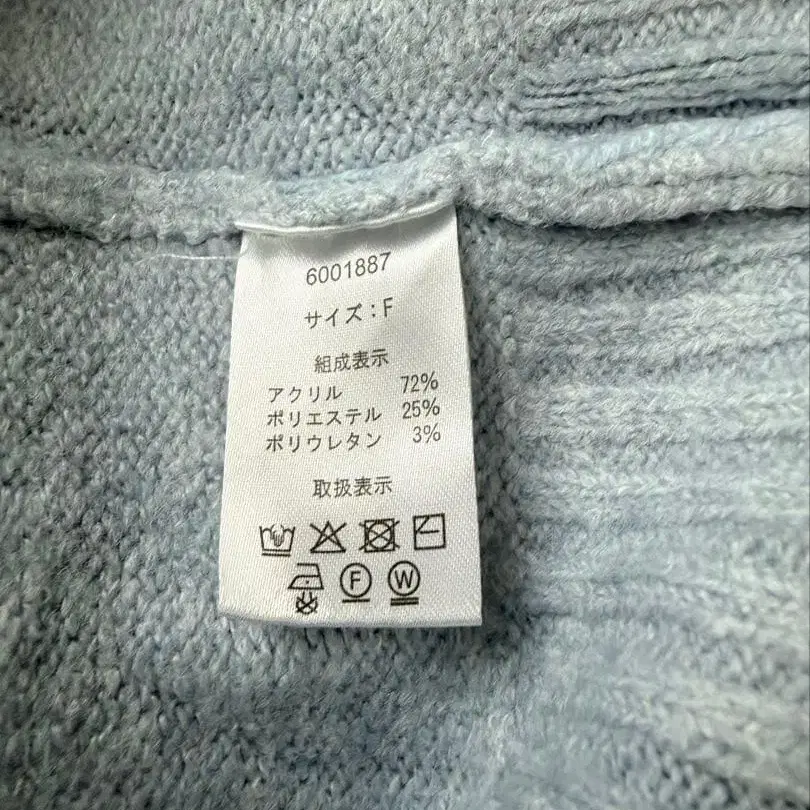 6001887
サイズ：F
組成表示
アクリル 72%
ポリエステル 25%
ポリウレタン 3%
取扱表示
F W